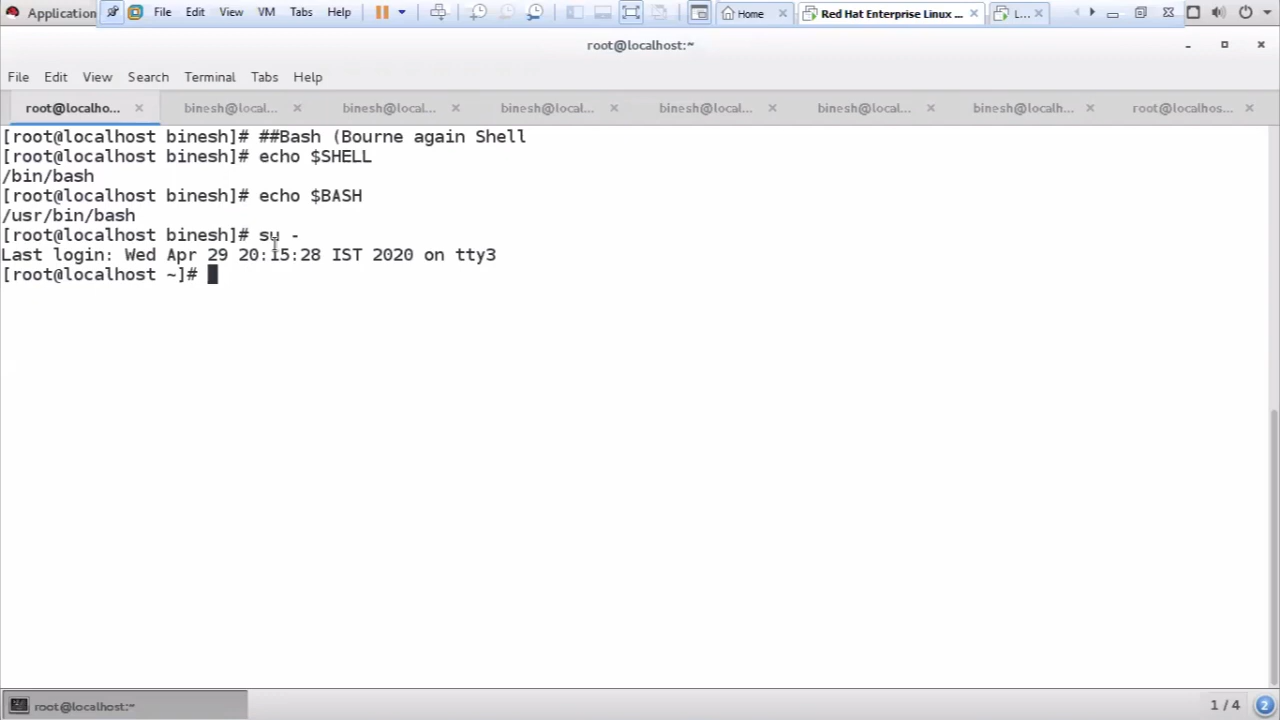 Application File Edit View VM Tabs Help Home Red Hat Enterprise Linux ... L...
root@localhost:~
File Edit View Search Terminal Tabs Help
root@localho... binesh@local... binesh@local... binesh@local... binesh@local... binesh@local... binesh@localh... root@localhos...
[root@localhost binesh]# ##Bash (Bourne again Shell
[root@localhost binesh]# echo $SHELL
/bin/bash
[root@localhost binesh]# echo $BASH
/usr/bin/bash
[root@localhost binesh]# su -
Last login: Wed Apr 29 20:15:28 IST 2020 on tty3
[root@localhost ~]#
root@localhost:~ 1 / 4 2